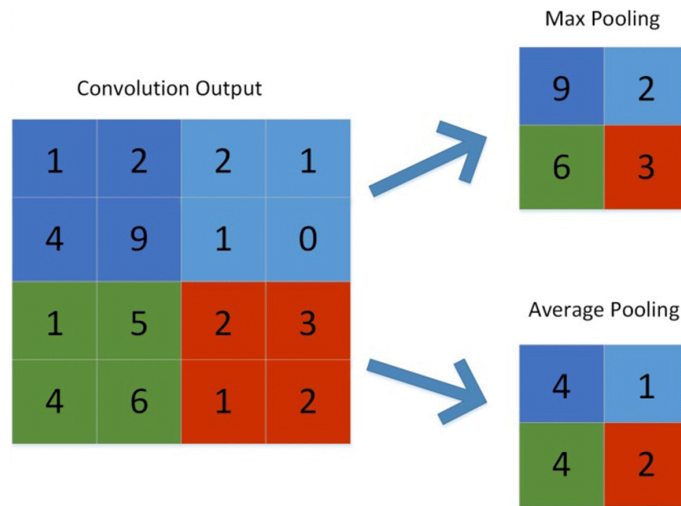 Max Pooling
9 2
6 3
Convolution Output
1 2 2 1
4 9 1 0
1 5 2 3
4 6 1 2
Average Pooling
4 1
4 2